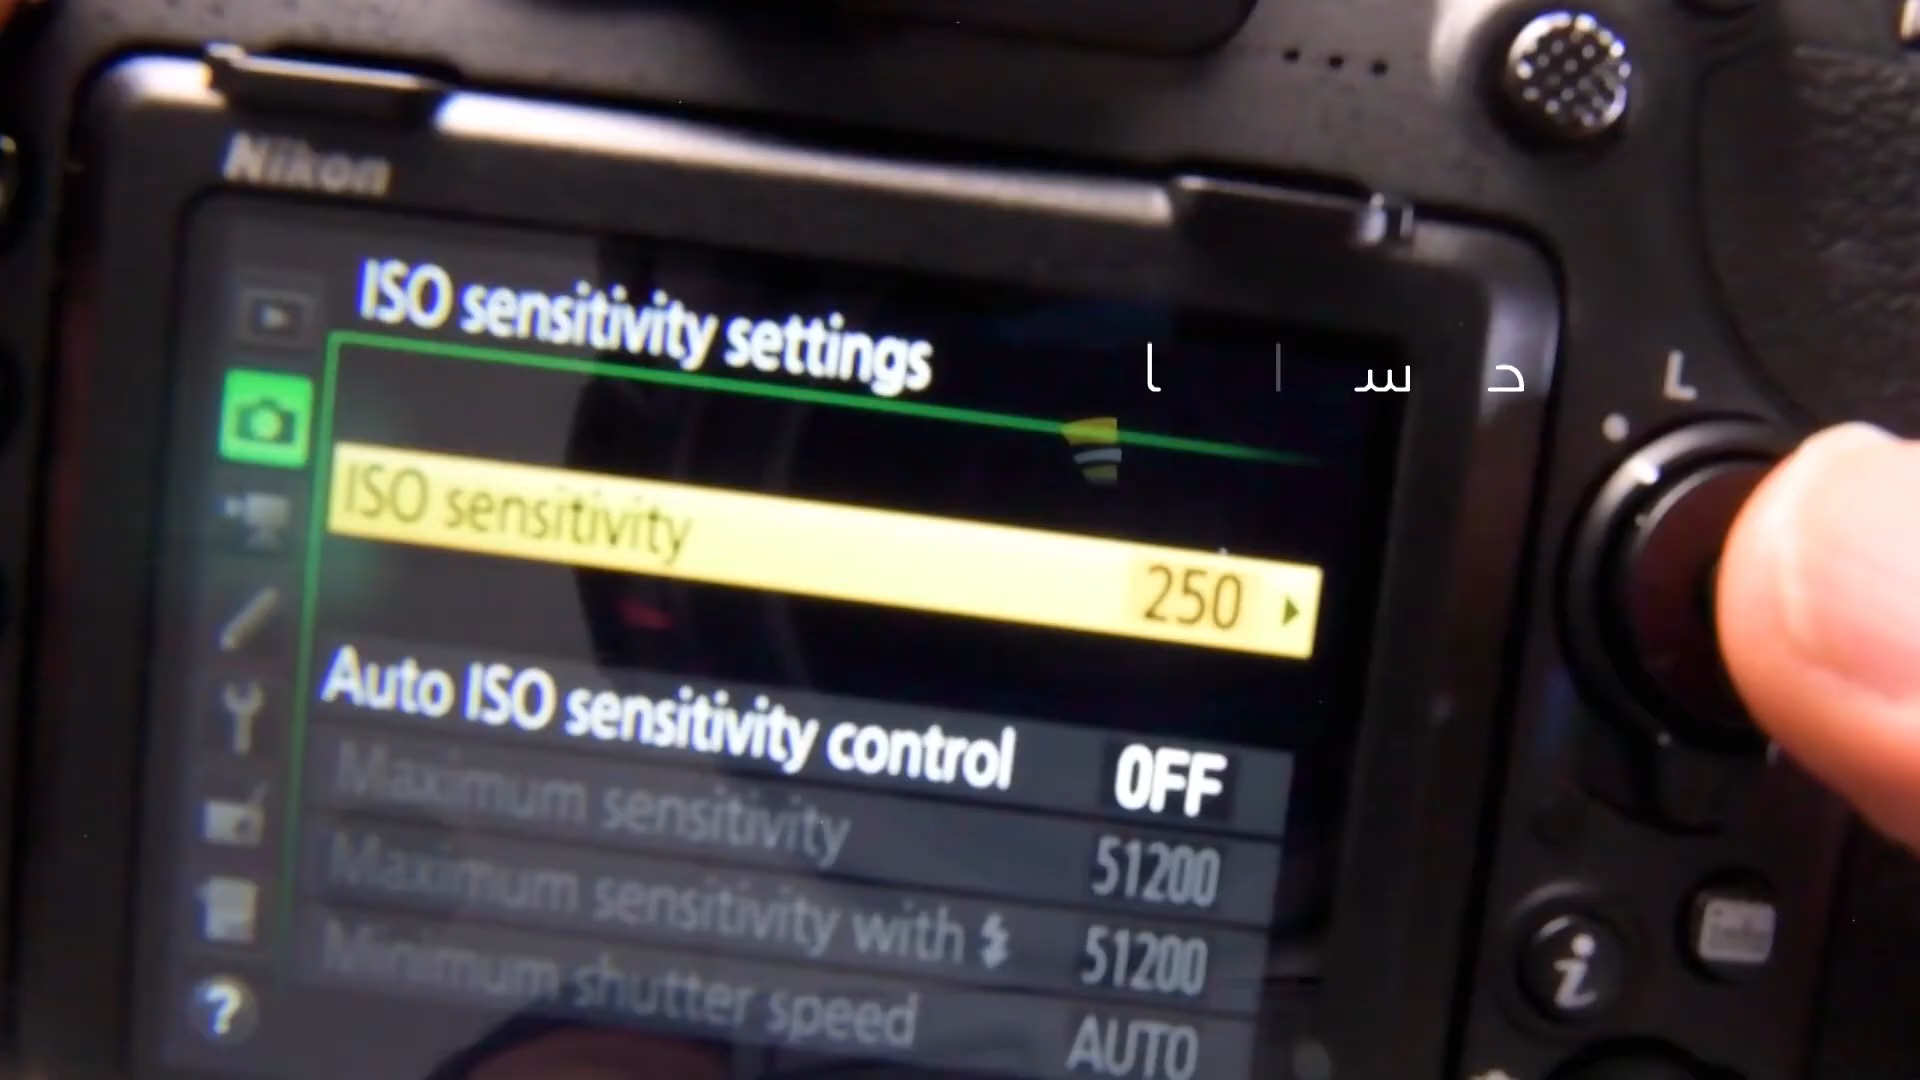 Nikon
ISO sensitivity settings
L
ISO sensitivity 250
Auto ISO sensitivity control OFF
Maximum sensitivity 51200
Maximum sensitivity with 51200
Minimum shutter speed AUTO
i
?